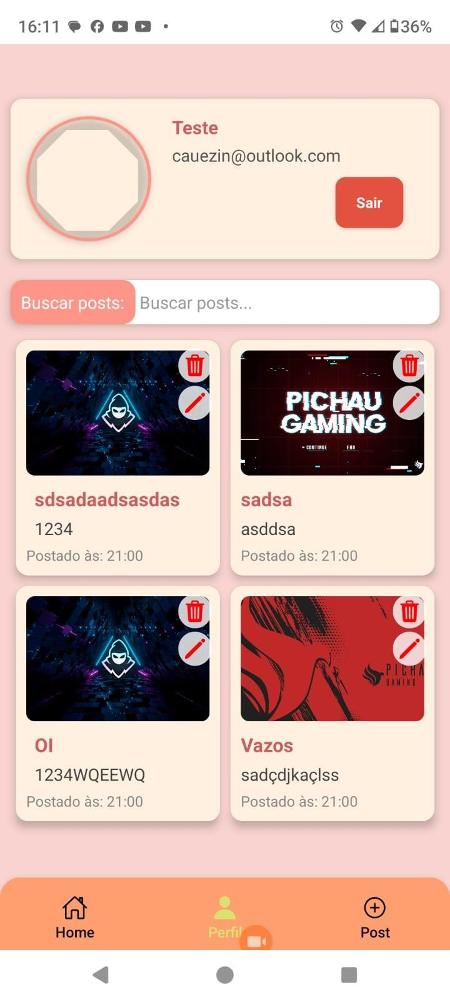 16:11
36%
Teste
cauezin@outlook.com
Sair
Buscar posts: Buscar posts...
PICHAU
GAMING
CONTINUE END
sdsadaadsasdas
1234
Postado às: 21:00
sadsa
asddsa
Postado às: 21:00
PICHA
GAMING
OI
1234WQEEWQ
Postado às: 21:00
Vazos
sadçdjkaçlss
Postado às: 21:00
Home
Perfil
Post